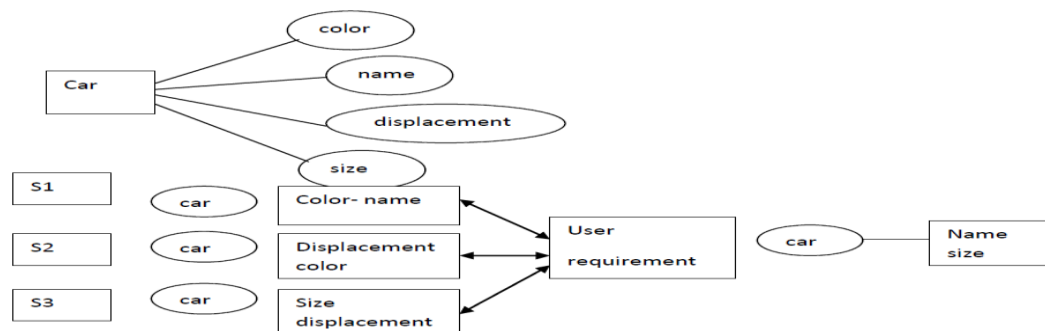 color
Car
name
displacement
size
S1
car
Color- name
S2
car
Displacement
color
User
requirement
car
Name
size
S3
car
Size
displacement